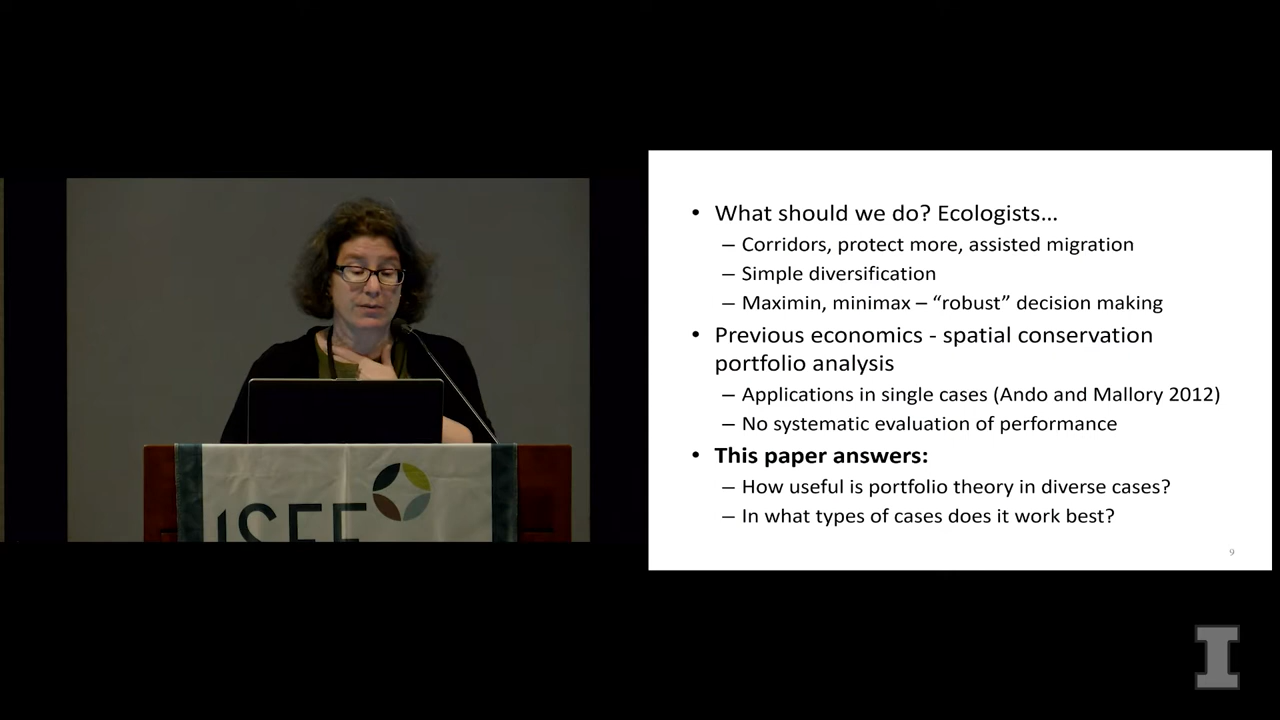 • What should we do? Ecologists...
– Corridors, protect more, assisted migration
– Simple diversification
– Maximin, minimax – “robust” decision making
• Previous economics - spatial conservation
portfolio analysis
– Applications in single cases (Ando and Mallory 2012)
– No systematic evaluation of performance
• This paper answers:
– How useful is portfolio theory in diverse cases?
– In what types of cases does it work best?
9
ISEE
I